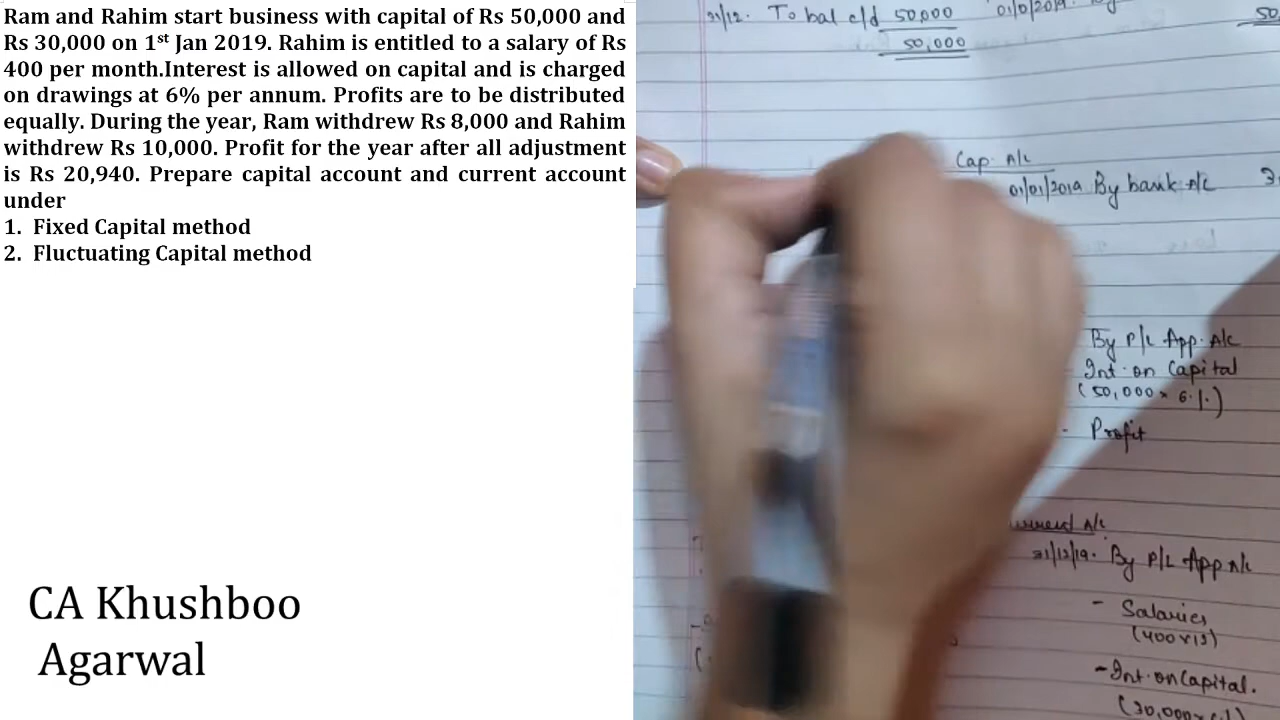 Ram and Rahim start business with capital of Rs 50,000 and
Rs 30,000 on 1st Jan 2019. Rahim is entitled to a salary of Rs
400 per month.Interest is allowed on capital and is charged
on drawings at 6% per annum. Profits are to be distributed
equally. During the year, Ram withdrew Rs 8,000 and Rahim
withdrew Rs 10,000. Profit for the year after all adjustment
is Rs 20,940. Prepare capital account and current account
under
1. Fixed Capital method
2. Fluctuating Capital method
CA Khushboo
Agarwal
31/12. To bal c/d 50,000
50
50,000
Cap. A/c
01/01/2019 By bank A/c
By P/L App. A/c
Int. on Capital
(50,000 x 6%)
- Profit
A/c
31/12/19. By P/L App A/c
- Salaries
(400x12)
- Int. on Capital.